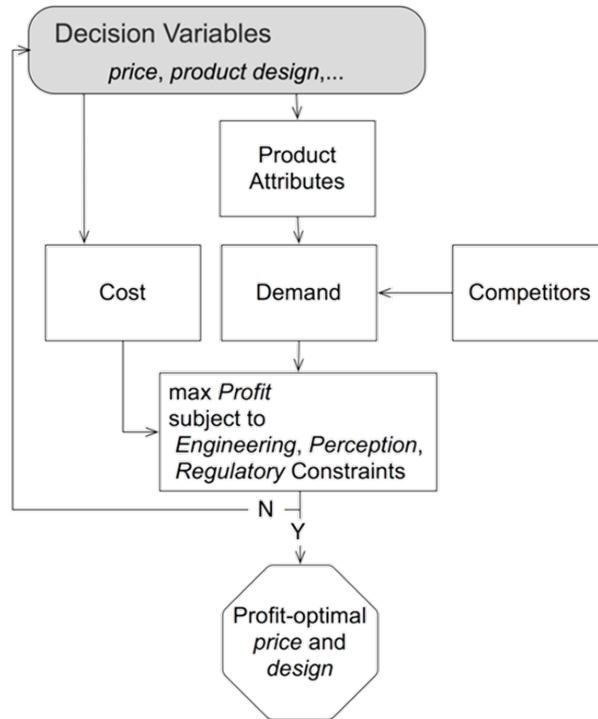 Decision Variables
price, product design,...
Product
Attributes
Cost
Demand
Competitors
max Profit
subject to
Engineering, Perception,
Regulatory Constraints
N
Y
Profit-optimal
price and
design